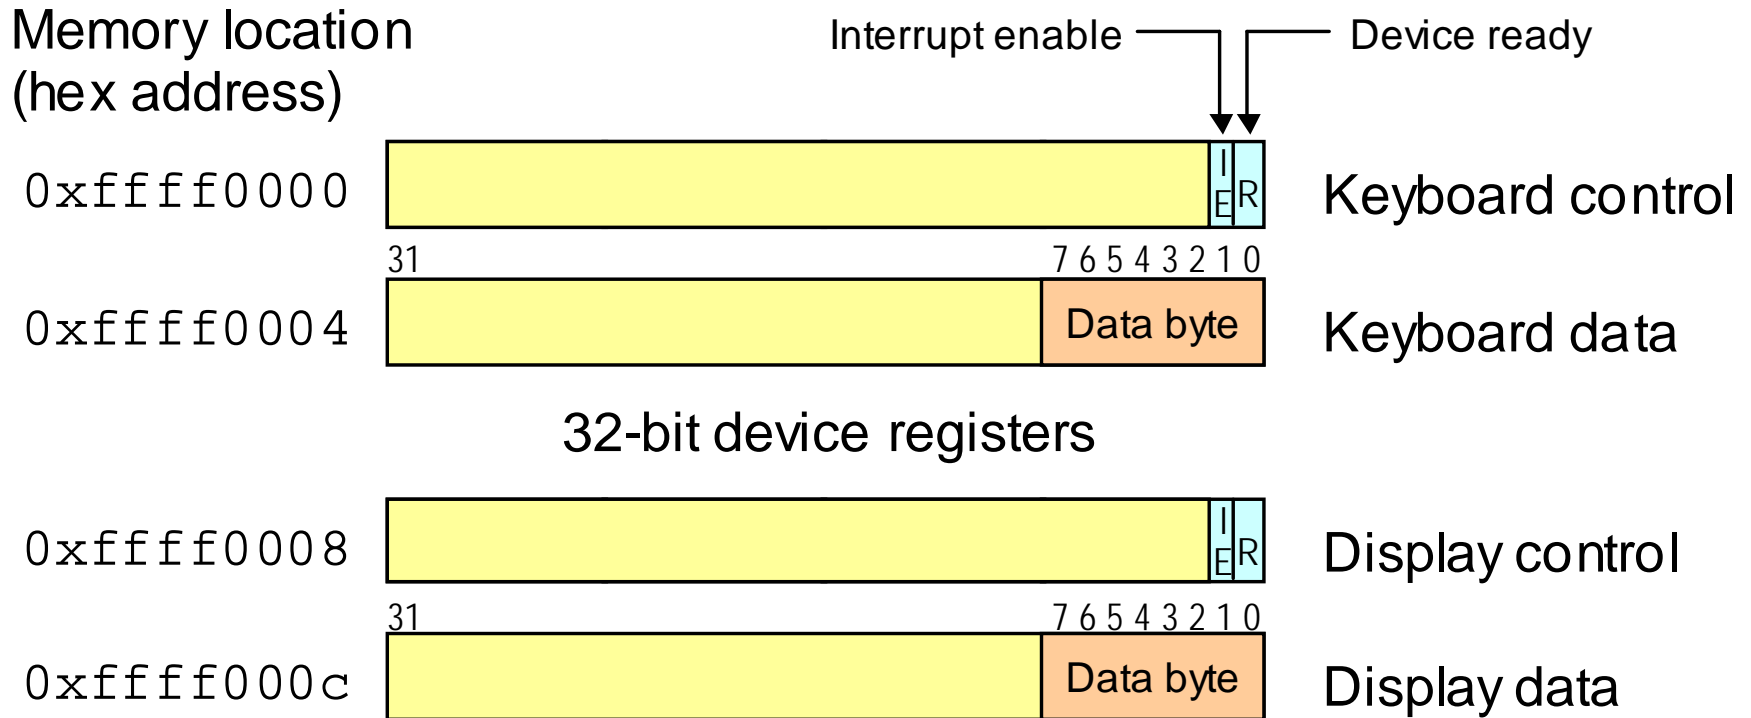 Memory location
(hex address)
Interrupt enable
Device ready
0xffff0000
I
E
R
Keyboard control
31
7 6 5 4 3 2 1 0
0xffff0004
Data byte
Keyboard data
32-bit device registers
0xffff0008
I
E
R
Display control
31
7 6 5 4 3 2 1 0
0xffff000c
Data byte
Display data